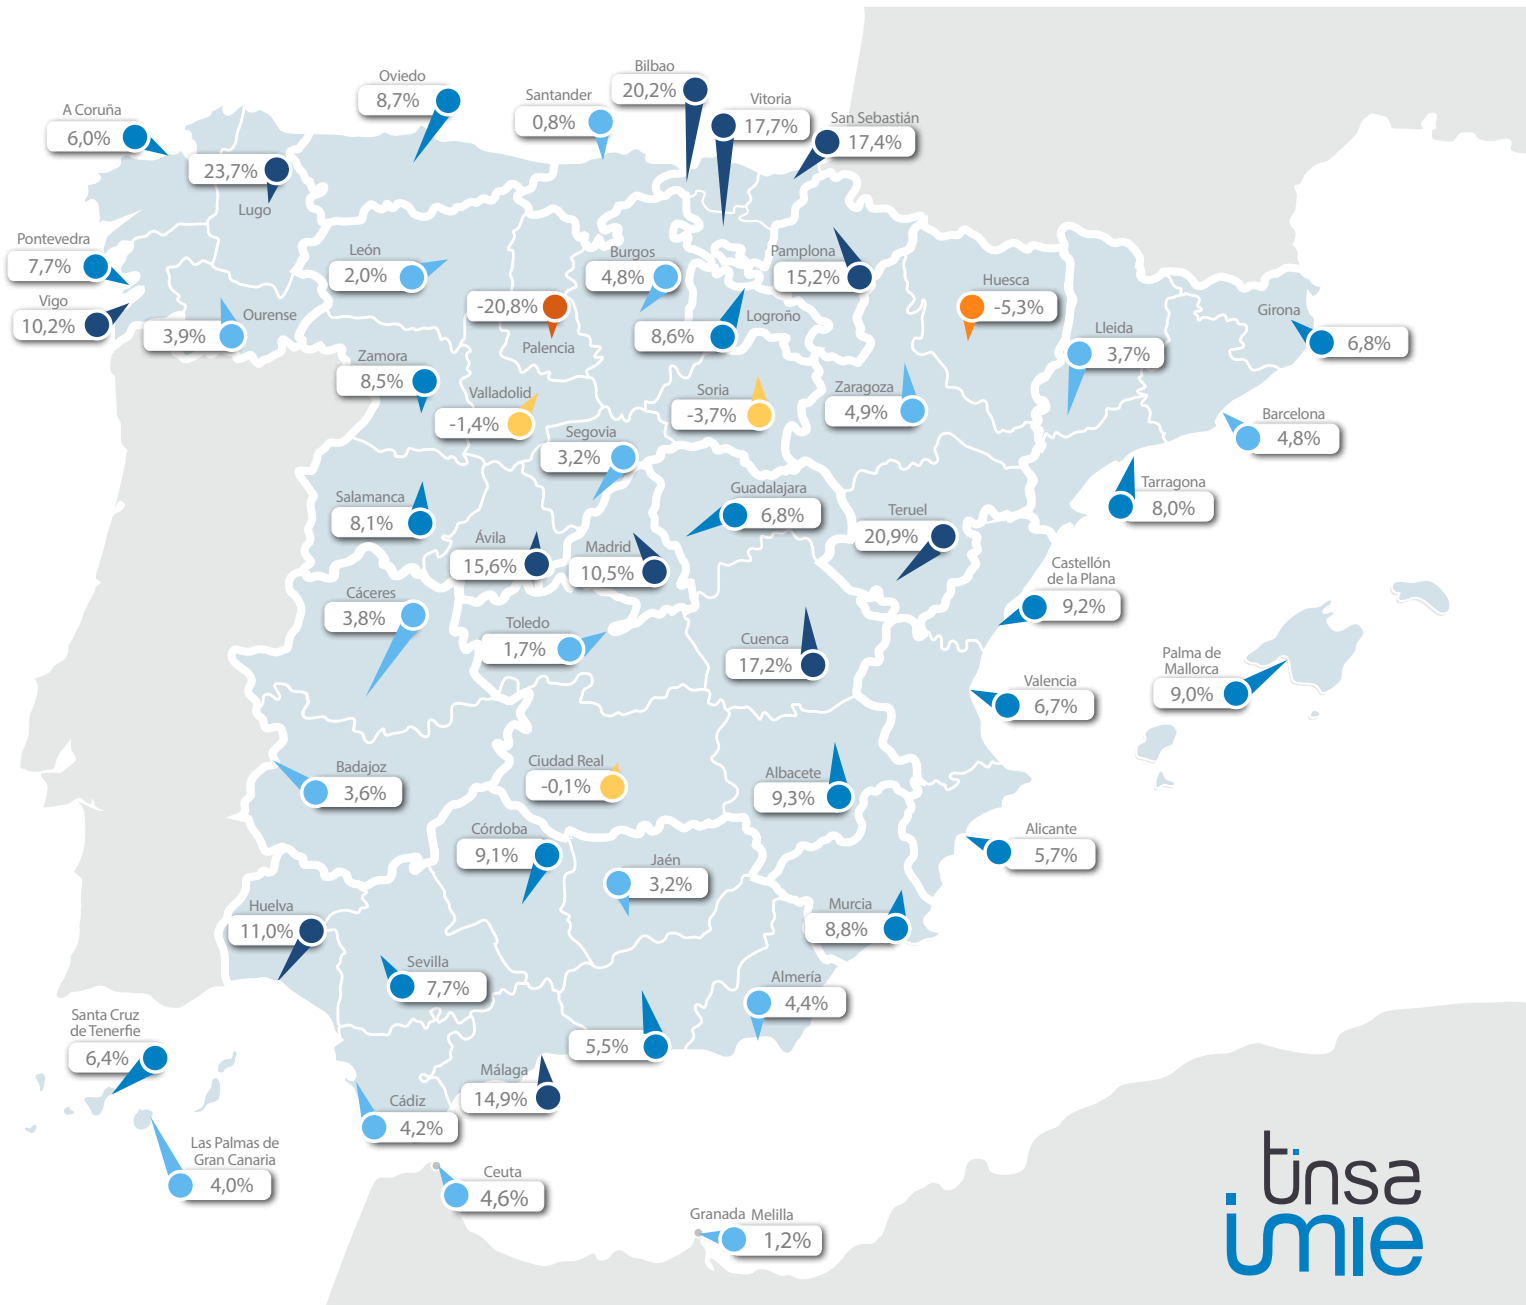 Bilbao
20,2%
Oviedo
8,7%
Santander
0,8%
Vitoria
17,7%
A Coruña
6,0%
San Sebastián
17,4%
23,7%
Lugo
Pontevedra
7,7%
León
2,0%
Burgos
4,8%
Pamplona
15,2%
Huesca
-5,3%
Vigo
10,2%
Ourense
3,9%
-20,8%
Palencia
Logroño
8,6%
Lleida
3,7%
Girona
6,8%
Zamora
8,5%
Valladolid
-1,4%
Soria
-3,7%
Zaragoza
4,9%
Barcelona
4,8%
Segovia
3,2%
Salamanca
8,1%
Guadalajara
6,8%
Tarragona
8,0%
Teruel
20,9%
Ávila
15,6%
Madrid
10,5%
Castellón
de la Plana
9,2%
Cáceres
3,8%
Toledo
1,7%
Cuenca
17,2%
Palma de
Mallorca
9,0%
Valencia
6,7%
Badajoz
3,6%
Ciudad Real
-0,1%
Albacete
9,3%
Córdoba
9,1%
Alicante
5,7%
Jaén
3,2%
Huelva
11,0%
Murcia
8,8%
Sevilla
7,7%
Almería
4,4%
Santa Cruz
de Tenerfie
6,4%
5,5%
Málaga
14,9%
Cádiz
4,2%
Las Palmas de
Gran Canaria
4,0%
Ceuta
4,6%
Granada Melilla
1,2%
tinsa
imie